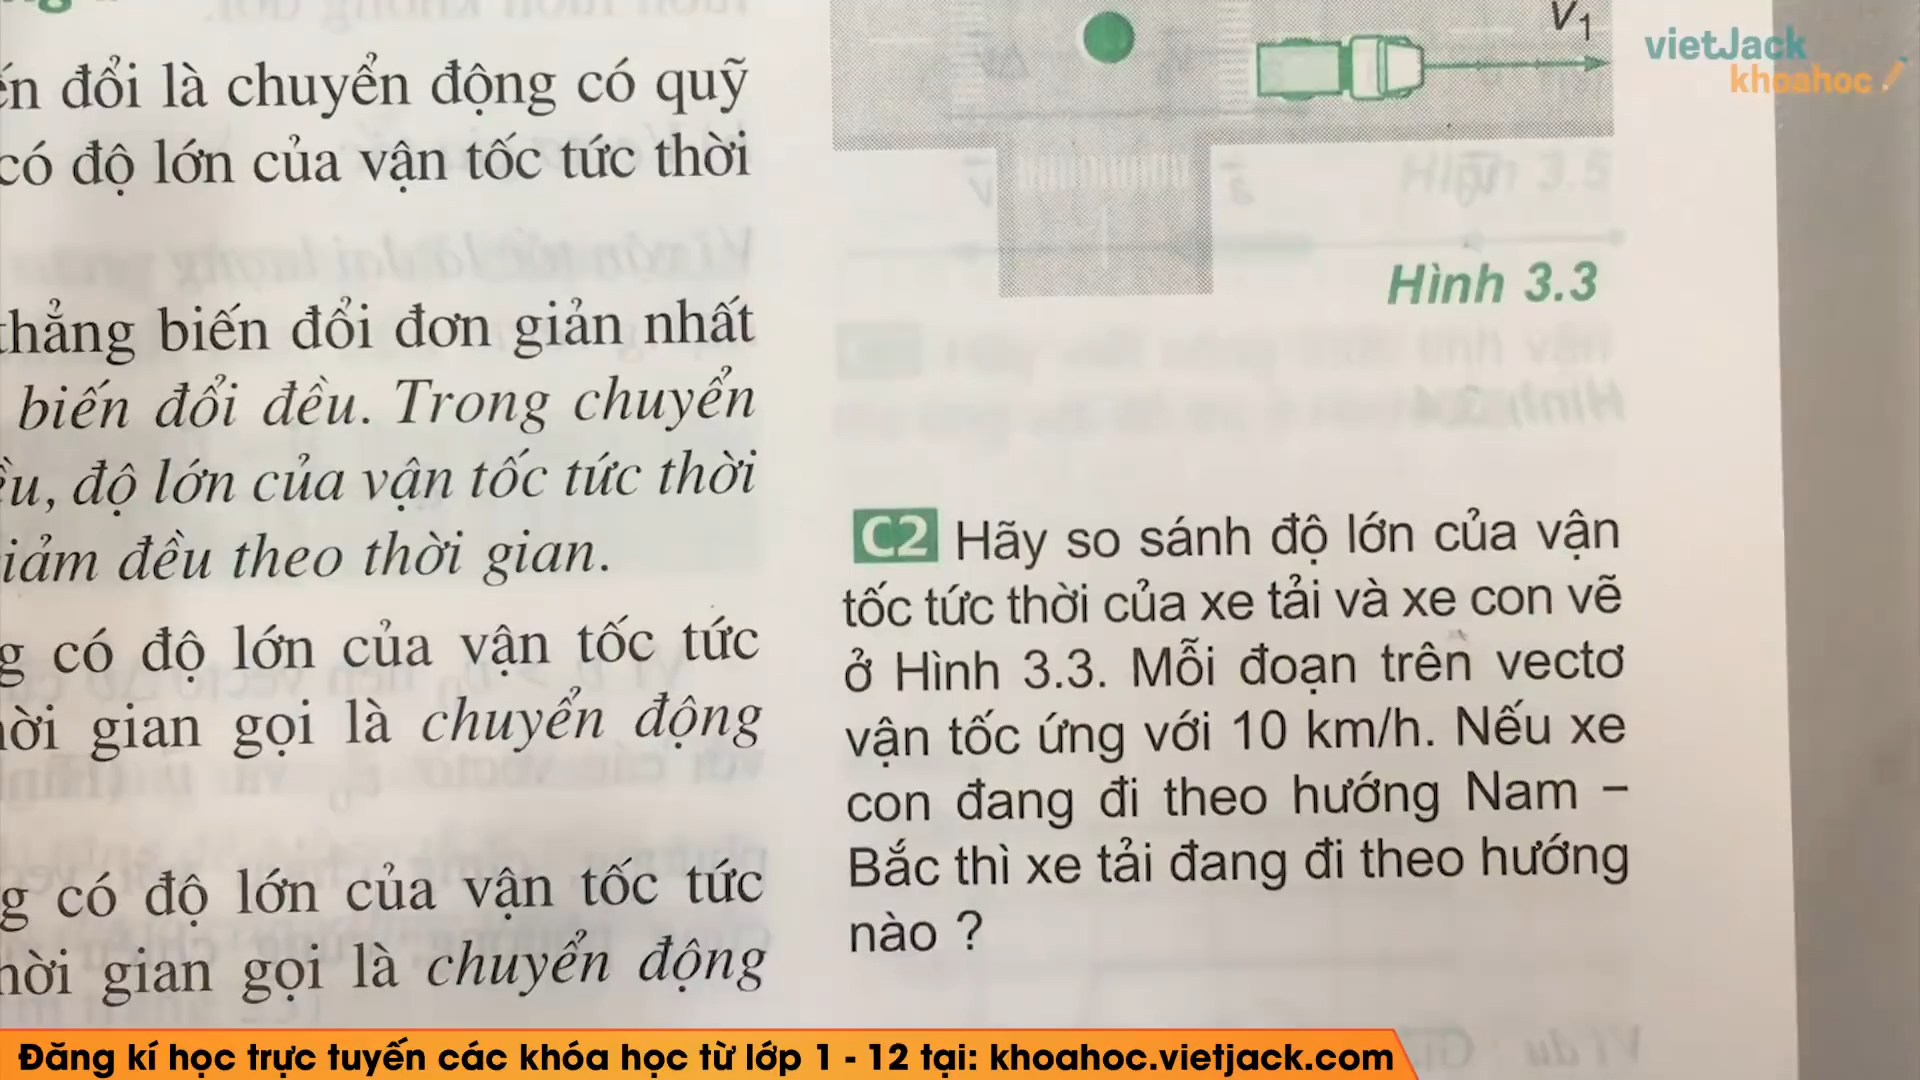 ến đổi là chuyển động có quỹ
có độ lớn của vận tốc tức thời
thẳng biến đổi đơn giản nhất
biến đổi đều. Trong chuyển
ều, độ lớn của vận tốc tức thời
iảm đều theo thời gian.
g có độ lớn của vận tốc tức
hời gian gọi là chuyển động
g có độ lớn của vận tốc tức
hời gian gọi là chuyển động
V1
vietJack
khoahoc
Hình 3.3
C2 Hãy so sánh độ lớn của vận
tốc tức thời của xe tải và xe con vẽ
ở Hình 3.3. Mỗi đoạn trên vectơ
vận tốc ứng với 10 km/h. Nếu xe
con đang đi theo hướng Nam –
Bắc thì xe tải đang đi theo hướng
nào ?
Đăng kí học trực tuyến các khóa học từ lớp 1 - 12 tại: khoahoc.vietjack.com